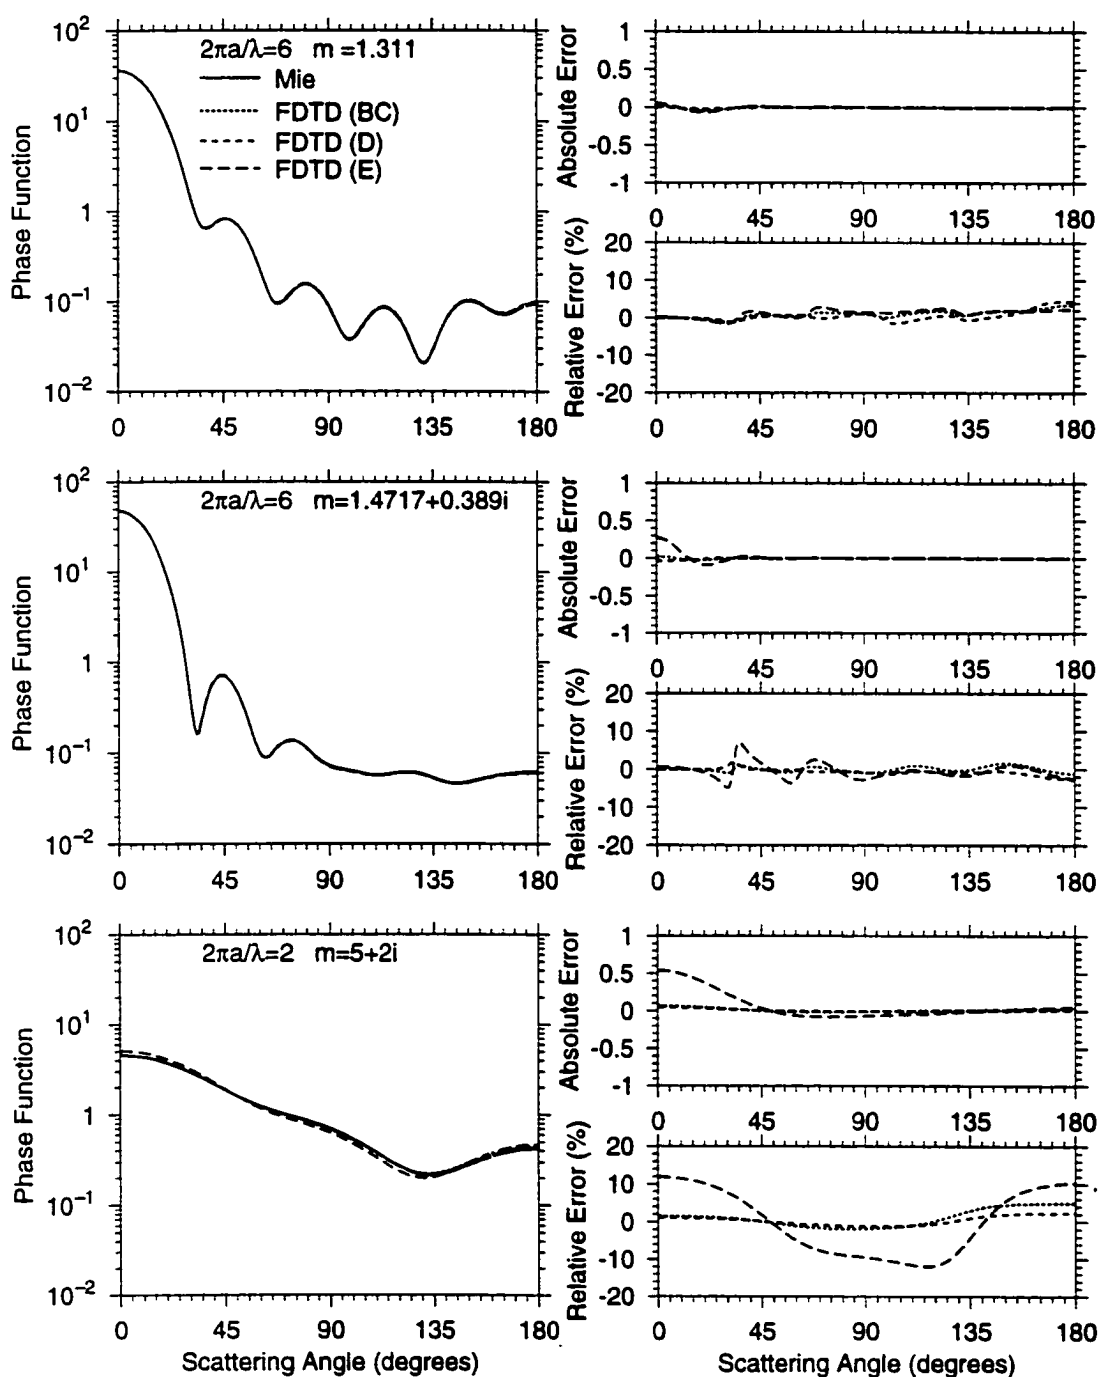 10²
10¹
1
10⁻¹
10⁻²
Phase Function
2πa/λ=6 m =1.311
Mie
FDTD (BC)
FDTD (D)
FDTD (E)
0 45 90 135 180
Absolute Error
1
0.5
0
-0.5
-1
0 45 90 135 180
Relative Error (%)
20
10
0
-10
-20
0 45 90 135 180
10²
10¹
1
10⁻¹
10⁻²
Phase Function
2πa/λ=6 m=1.4717+0.389i
0 45 90 135 180
Absolute Error
1
0.5
0
-0.5
-1
0 45 90 135 180
Relative Error (%)
20
10
0
-10
-20
0 45 90 135 180
10²
10¹
1
10⁻¹
10⁻²
Phase Function
2πa/λ=2 m=5+2i
0 45 90 135 180
Scattering Angle (degrees)
Absolute Error
1
0.5
0
-0.5
-1
0 45 90 135 180
Relative Error (%)
20
10
0
-10
-20
0 45 90 135 180
Scattering Angle (degrees)